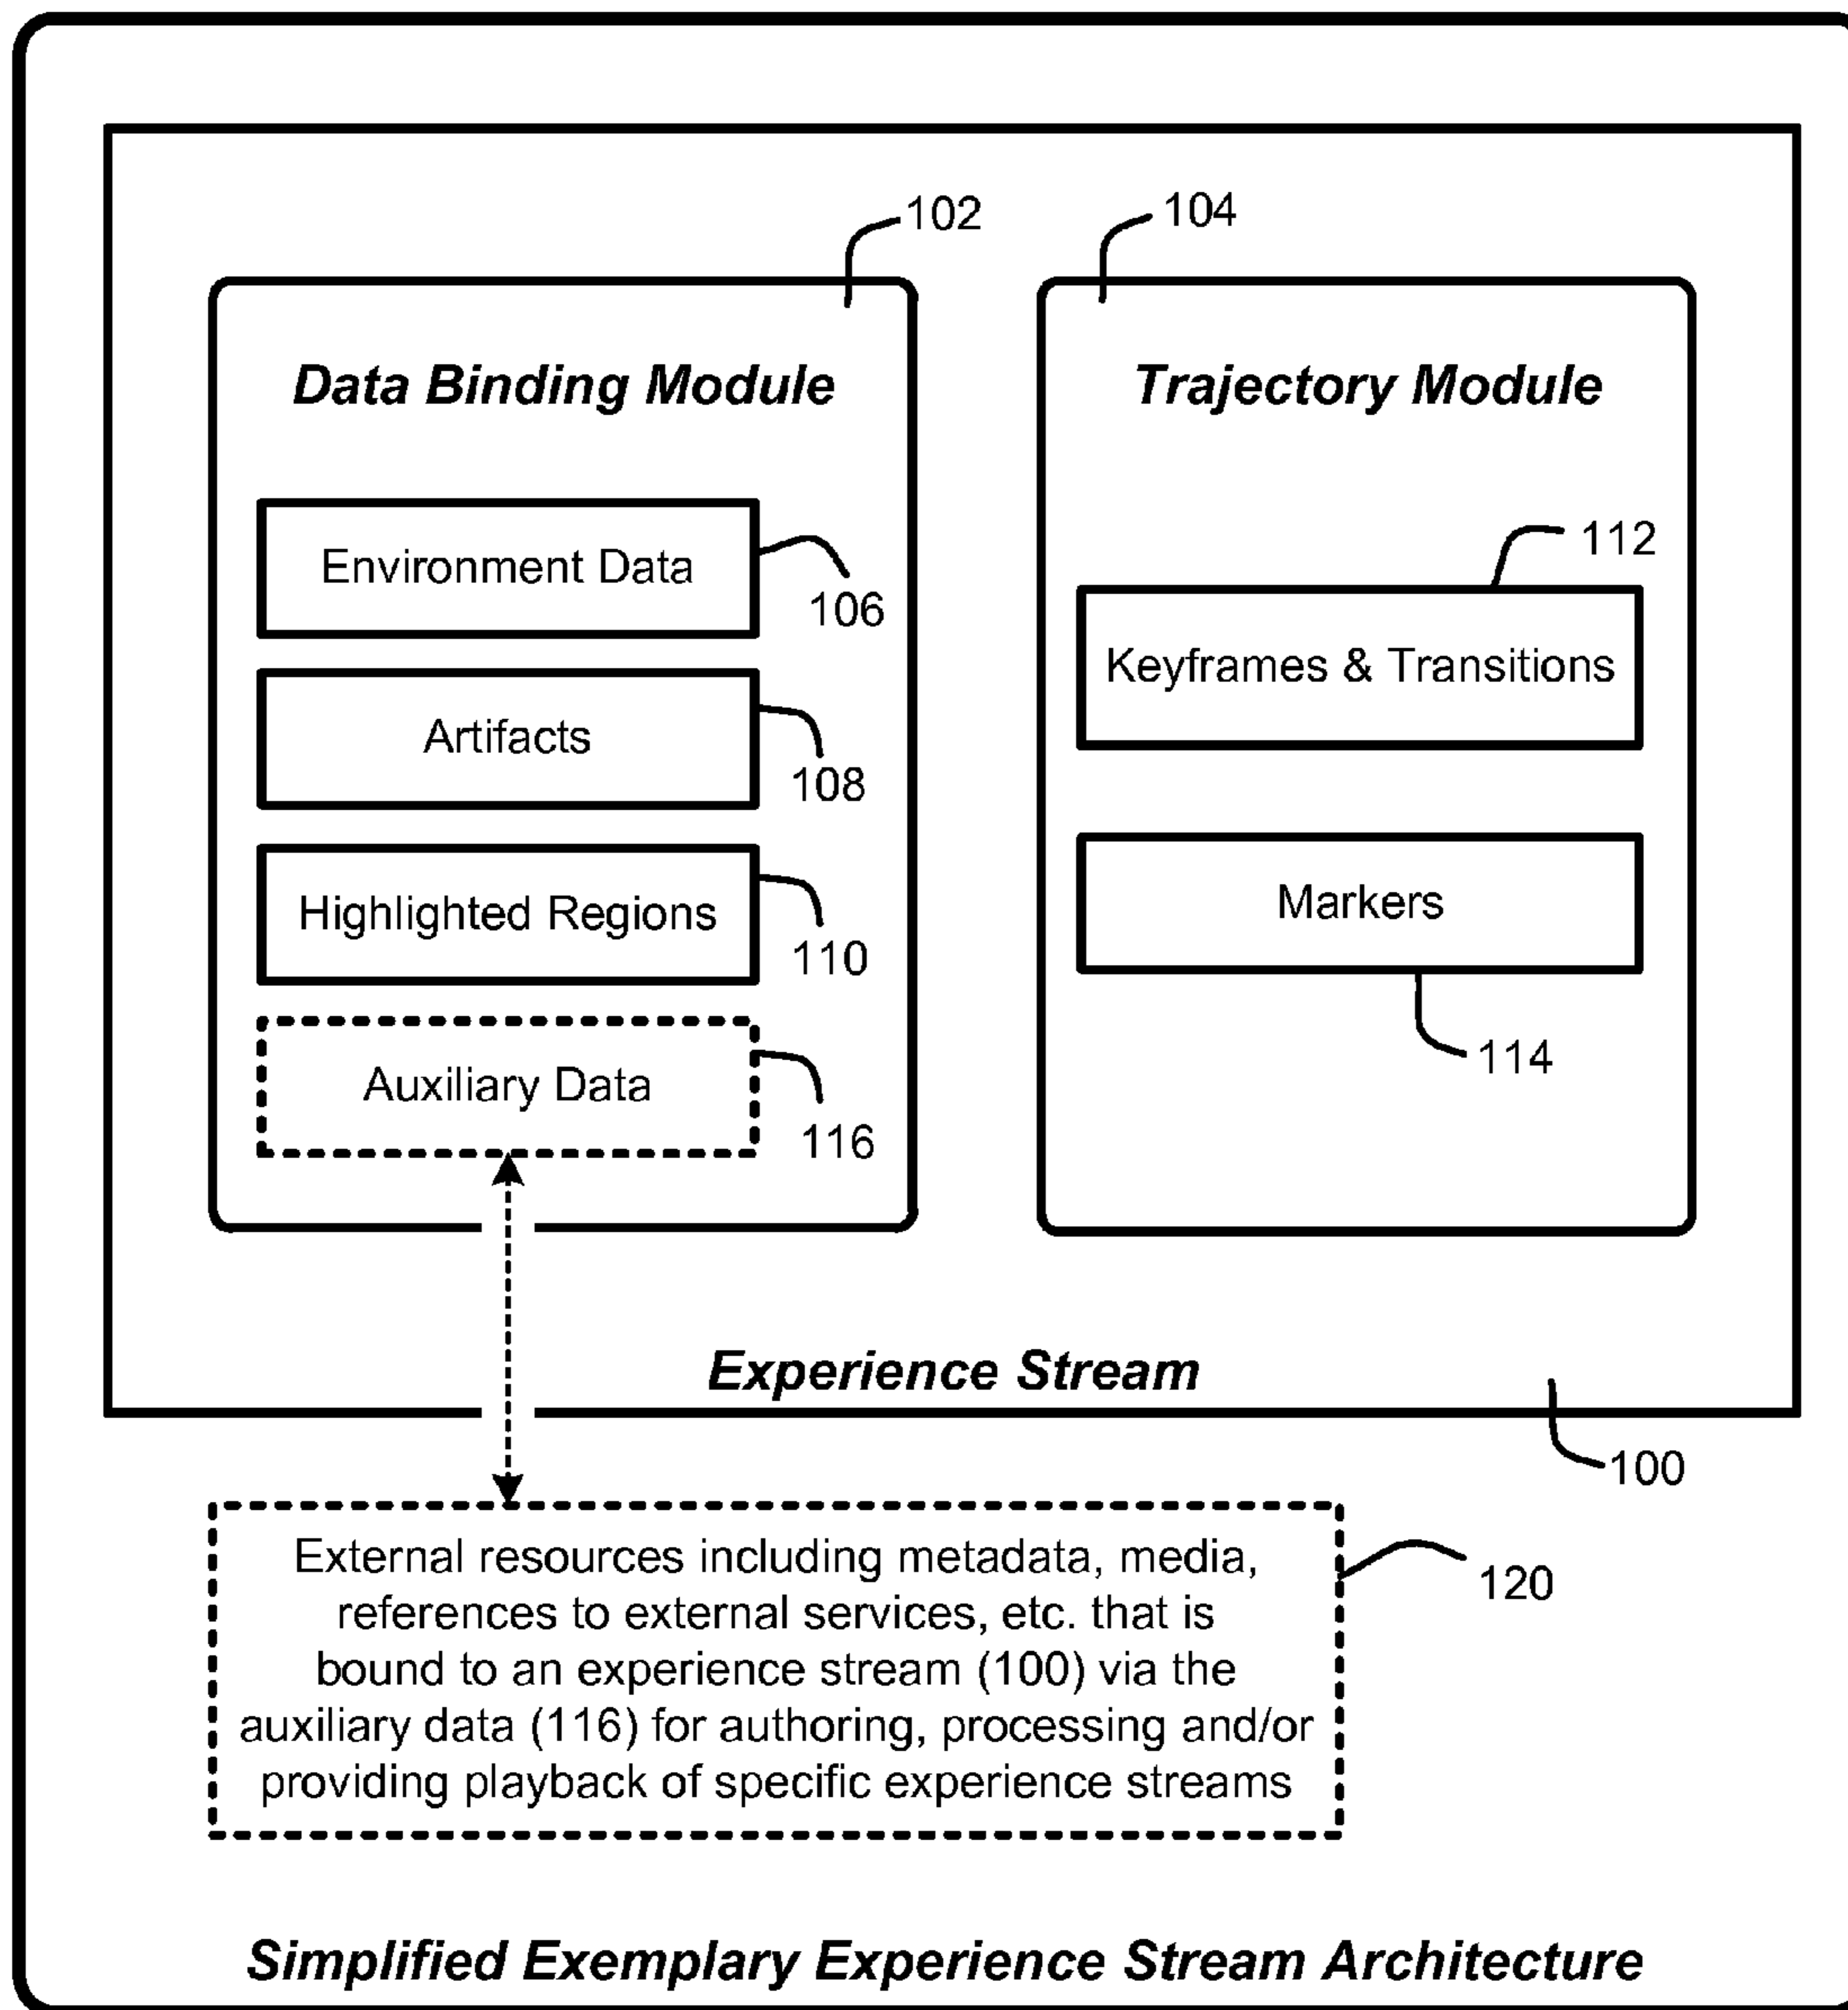 102
104
Data Binding Module
Environment Data
106
Artifacts
108
Highlighted Regions
110
Auxiliary Data
116
Trajectory Module
112
Keyframes & Transitions
Markers
114
Experience Stream
100
External resources including metadata, media,
references to external services, etc. that is
bound to an experience stream (100) via the
auxiliary data (116) for authoring, processing and/or
providing playback of specific experience streams
120
Simplified Exemplary Experience Stream Architecture